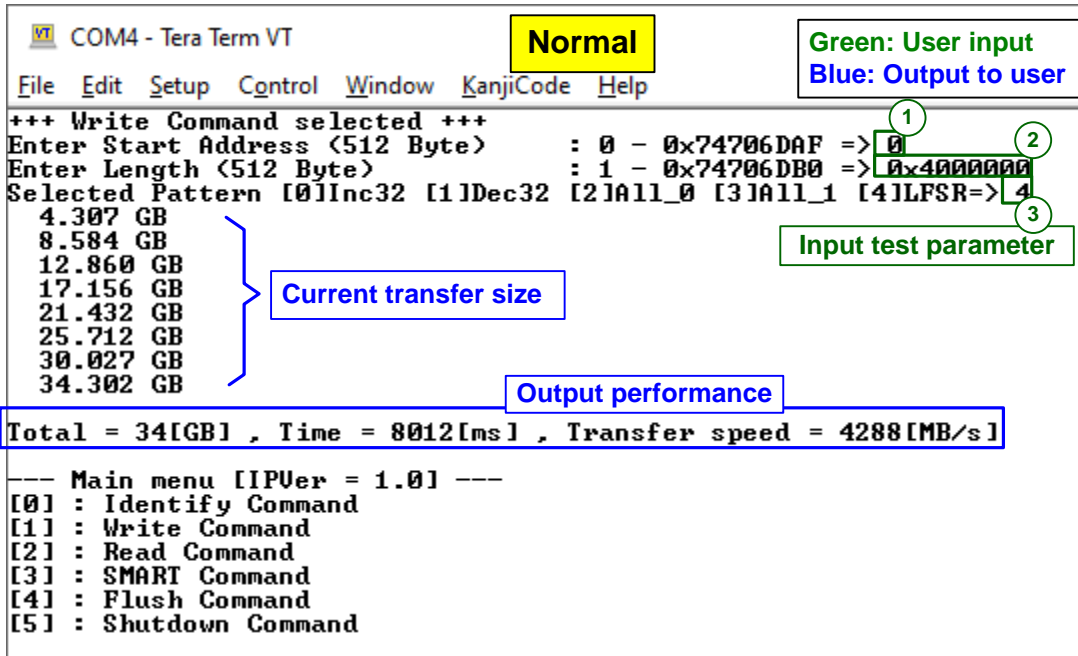 COM4 - Tera Term VT
Normal
Green: User input
Blue: Output to user
File Edit Setup Control Window KanjiCode Help
+++ Write Command selected +++
1
Enter Start Address (512 Byte) : 0 - 0x74706DAF => 0
2
Enter Length (512 Byte) : 1 - 0x74706DB0 => 0x4000000
Selected Pattern [0]Inc32 [1]Dec32 [2]All_0 [3]All_1 [4]LFSR=> 4
3
Input test parameter
4.307 GB
8.584 GB
12.860 GB
17.156 GB
21.432 GB
25.712 GB
30.027 GB
34.302 GB
Current transfer size
Output performance
Total = 34[GB] , Time = 8012[ms] , Transfer speed = 4288[MB/s]
--- Main menu [IPVer = 1.0] ---
[0] : Identify Command
[1] : Write Command
[2] : Read Command
[3] : SMART Command
[4] : Flush Command
[5] : Shutdown Command